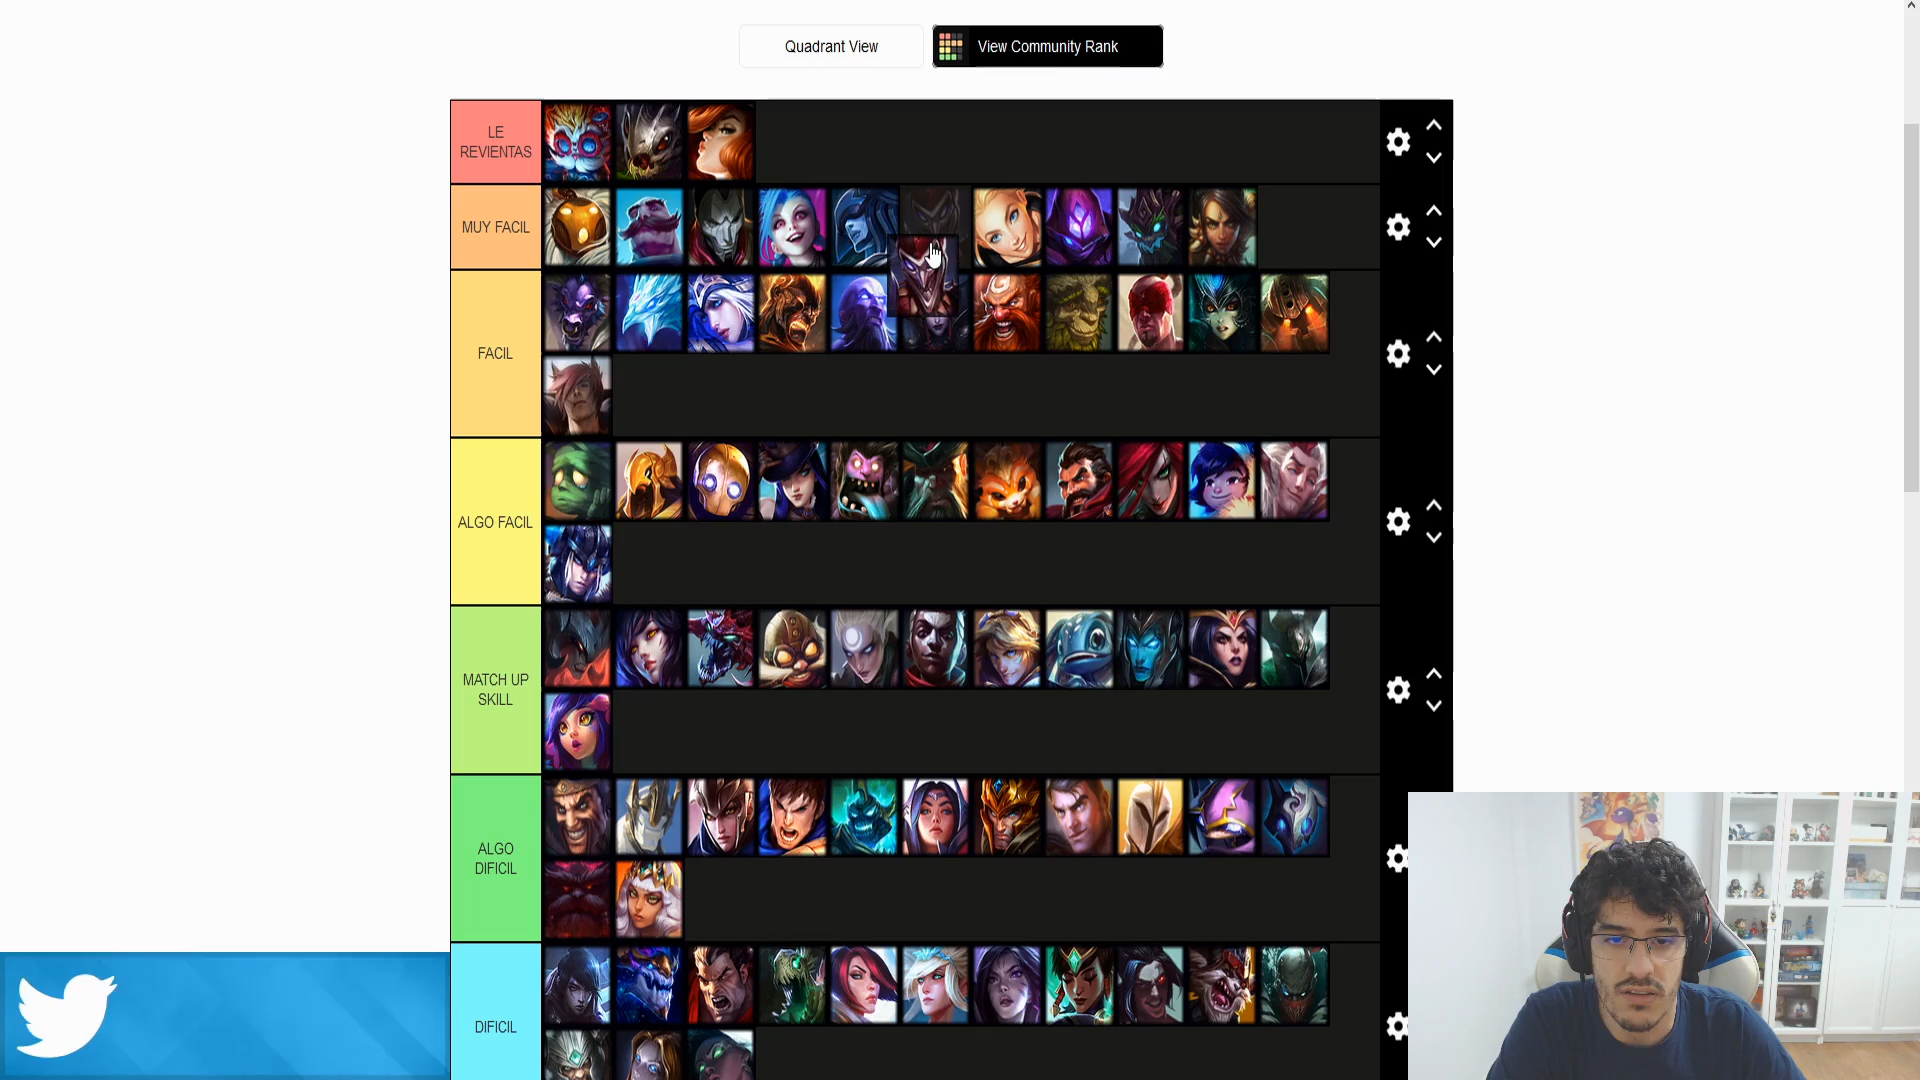 Quadrant View
View Community Rank
LE
REVIENTAS
MUY FACIL
FACIL
ALGO FACIL
MATCH UP
SKILL
ALGO
DIFICIL
DIFICIL